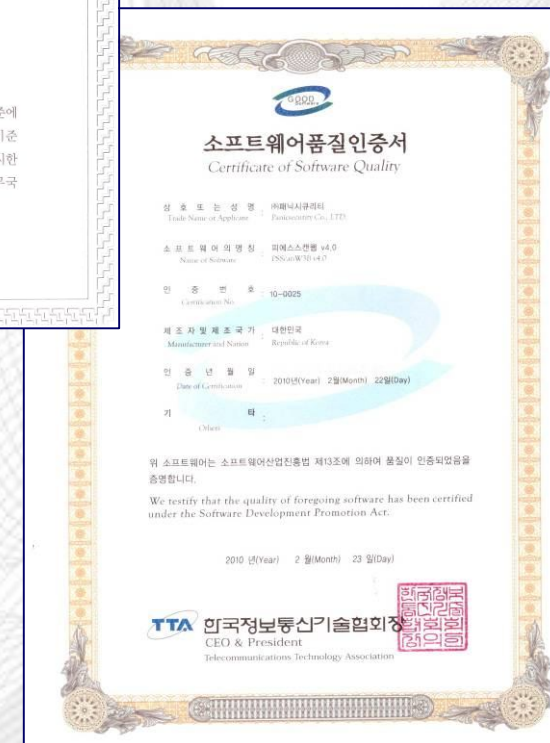 준에
기준
시한
무국
GOOD
Software
소프트웨어품질인증서
Certificate of Software Quality
상 호 또 는 성 명 : ㈜패닉시큐리티
Trade Name or Applicant Panicsecurity Co., LTD.
소 프 트 웨 어 의 명 칭 : 피에스스캔웹 v4.0
Name of Software
인 증 번 호 : 10-0025
Certification No.
제 조 자 및 제 조 국 가 : 대한민국
Manufacturer and Nation Republic of Korea
인 증 년 월 일 : 2010년(Year) 2월(Month) 22일(Day)
Date of Certification
기 타 :
Others
위 소프트웨어는 소프트웨어산업진흥법 제13조에 의하여 품질이 인증되었음을
증명합니다.
We testify that the quality of foregoing software has been certified
under the Software Development Promotion Act.
2010 년(Year) 2 월(Month) 23 일(Day)
TTA 한국정보통신기술협회장
CEO & President
Telecommunications Technology Association